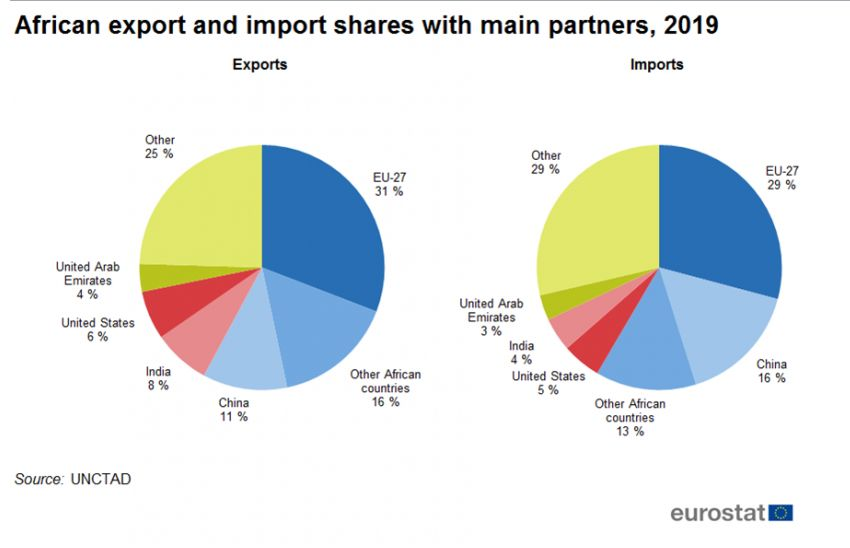 African export and import shares with main partners, 2019
Exports
Other
25 %
EU-27
31 %
United Arab
Emirates
4 %
United States
6 %
India
8 %
China
11 %
Other African
countries
16 %
Imports
Other
29 %
EU-27
29 %
United Arab
Emirates
3 %
India
4 %
United States
5 %
Other African
countries
13 %
China
16 %
Source: UNCTAD
eurostat